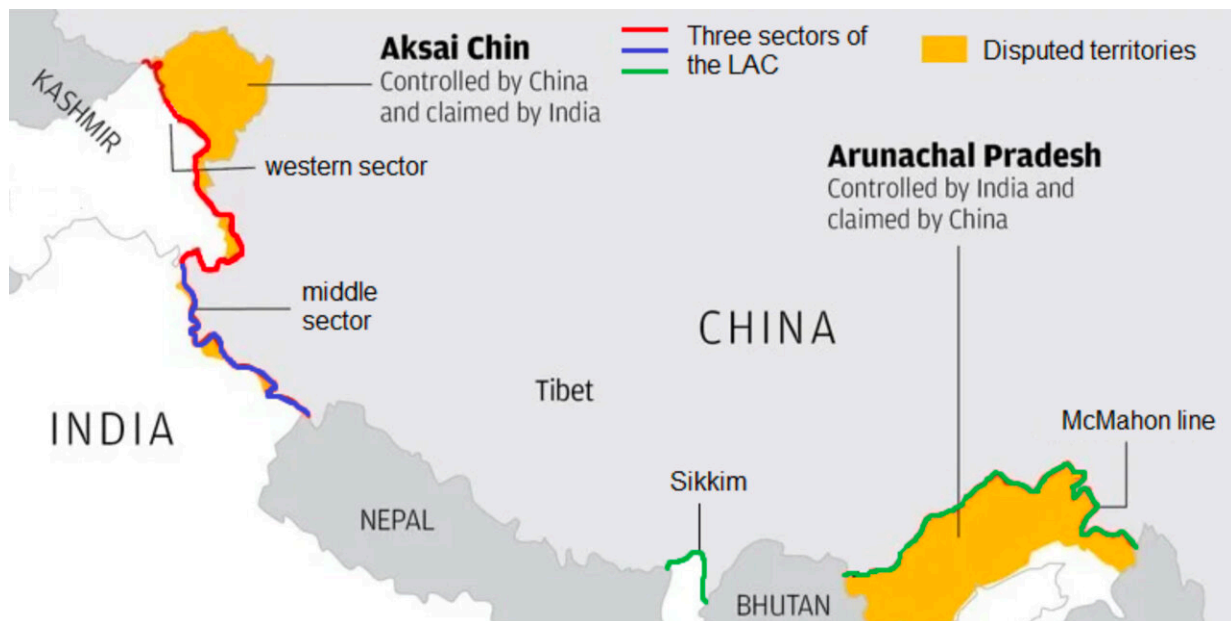 Aksai Chin
Controlled by China
and claimed by India
Three sectors of
the LAC
Disputed territories
KASHMIR
western sector
Arunachal Pradesh
Controlled by India and
claimed by China
middle
sector
CHINA
Tibet
INDIA
McMahon line
Sikkim
NEPAL
BHUTAN